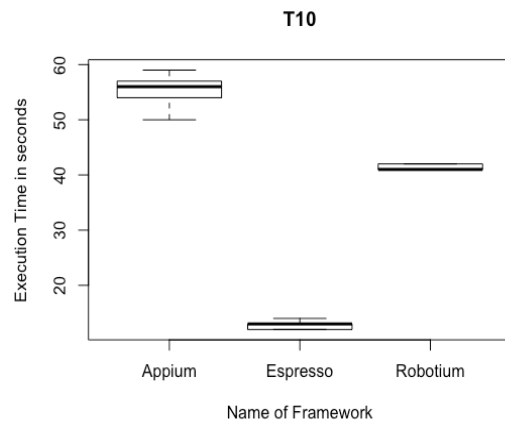 T10
Execution Time in seconds
60
50
40
30
20
Appium Espresso Robotium
Name of Framework